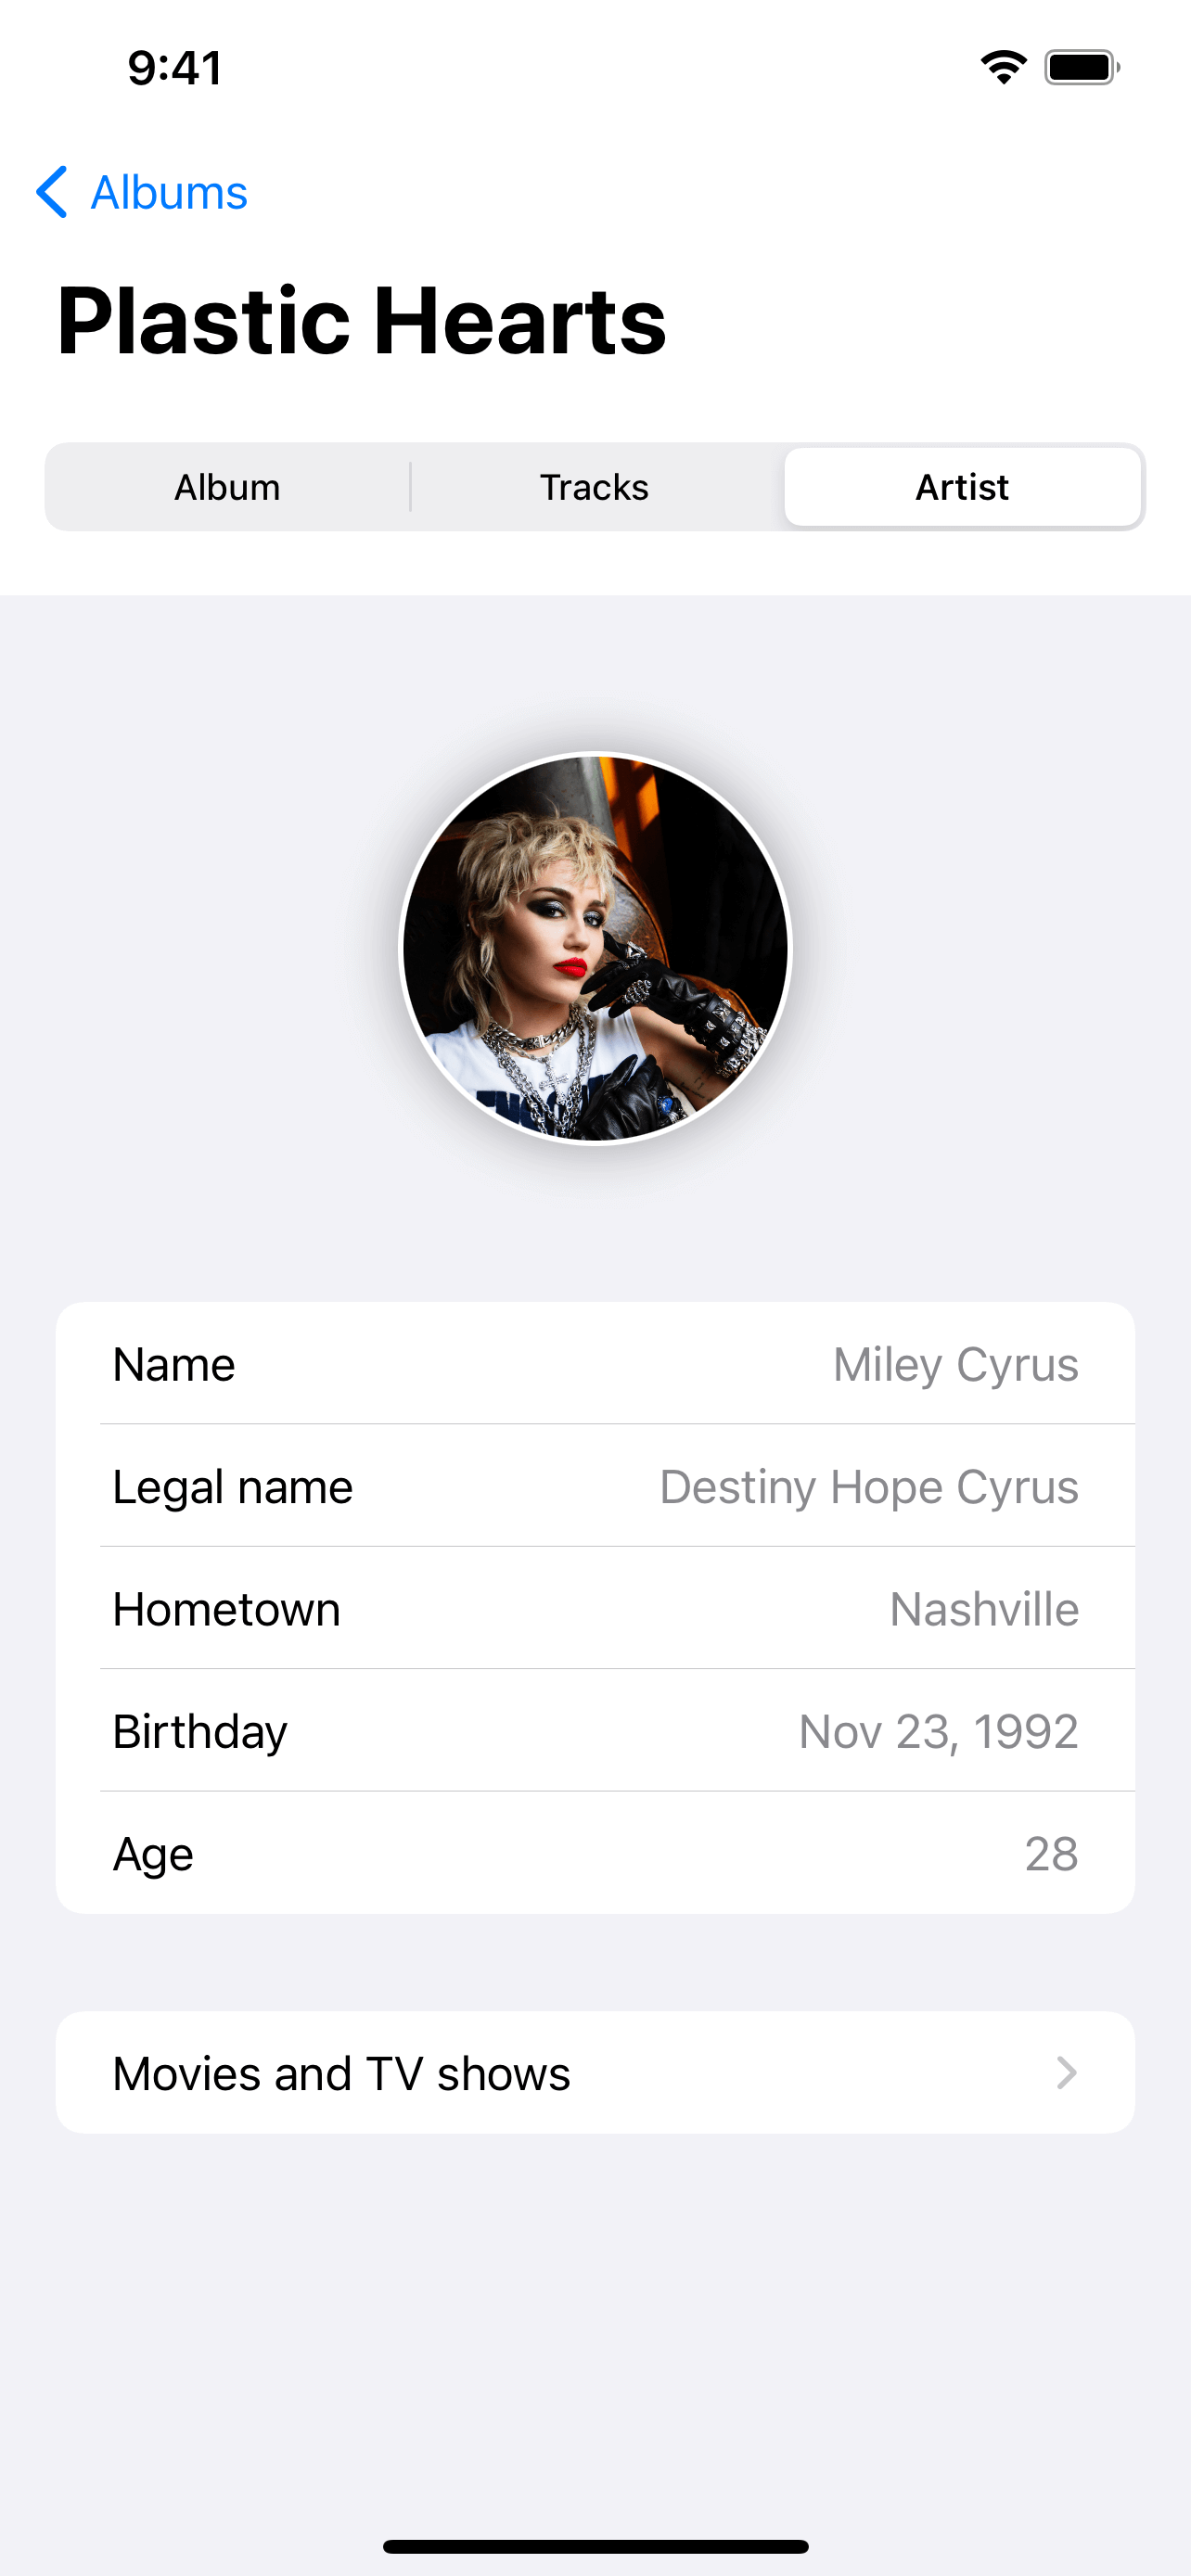 9:41
Albums
Plastic Hearts
Album Tracks Artist
Name Miley Cyrus
Legal name Destiny Hope Cyrus
Hometown Nashville
Birthday Nov 23, 1992
Age 28
Movies and TV shows